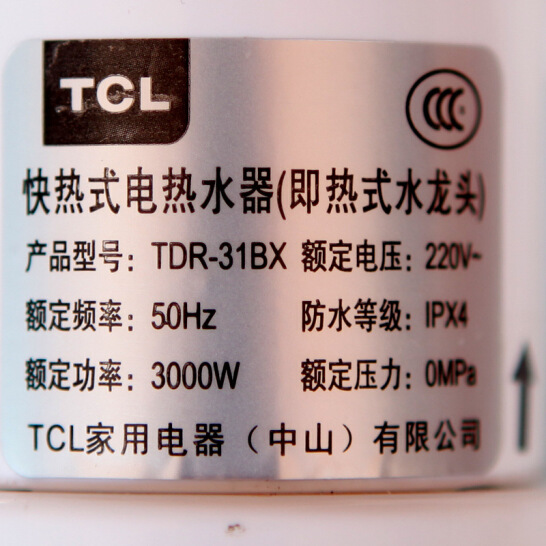 TCL
快热式电热水器(即热式水龙头)
产品型号: TDR-31BX 额定电压: 220V~
额定频率: 50Hz 防水等级: IPX4
额定功率: 3000W 额定压力: 0MPa
TCL家用电器（中山）有限公司